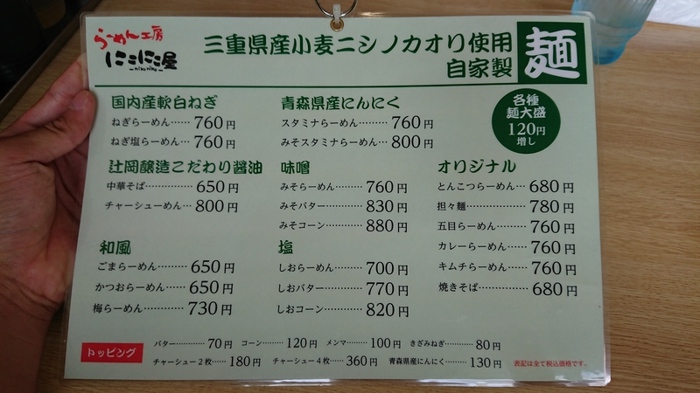 らーめん工房
にこにこ屋
三重県産小麦ニシノカオリ使用
自家製
麺
国内産軟白ねぎ
ねぎらーめん……760円
ねぎ塩らーめん…760円
青森県産にんにく
スタミナらーめん………760円
みそスタミナらーめん…800円
各種
麺大盛
120円
増し
辻岡醸造こだわり醤油
中華そば…………650円
チャーシューめん…800円
味噌
みそらーめん………760円
みそバター…………830円
みそコーン…………880円
オリジナル
とんこつらーめん…680円
担々麺………………780円
五目らーめん………760円
カレーらーめん……760円
キムチらーめん……760円
焼きそば……………680円
和風
ごまらーめん………650円
かつおらーめん……650円
梅らーめん…………730円
塩
しおらーめん………700円
しおバター…………770円
しおコーン…………820円
トッピング
バター…………70円 コーン………120円 メンマ……100円 きざみねぎ………80円
チャーシュー2枚……180円 チャーシュー4枚……360円 青森県産にんにく……130円
表記は全て税込価格です。